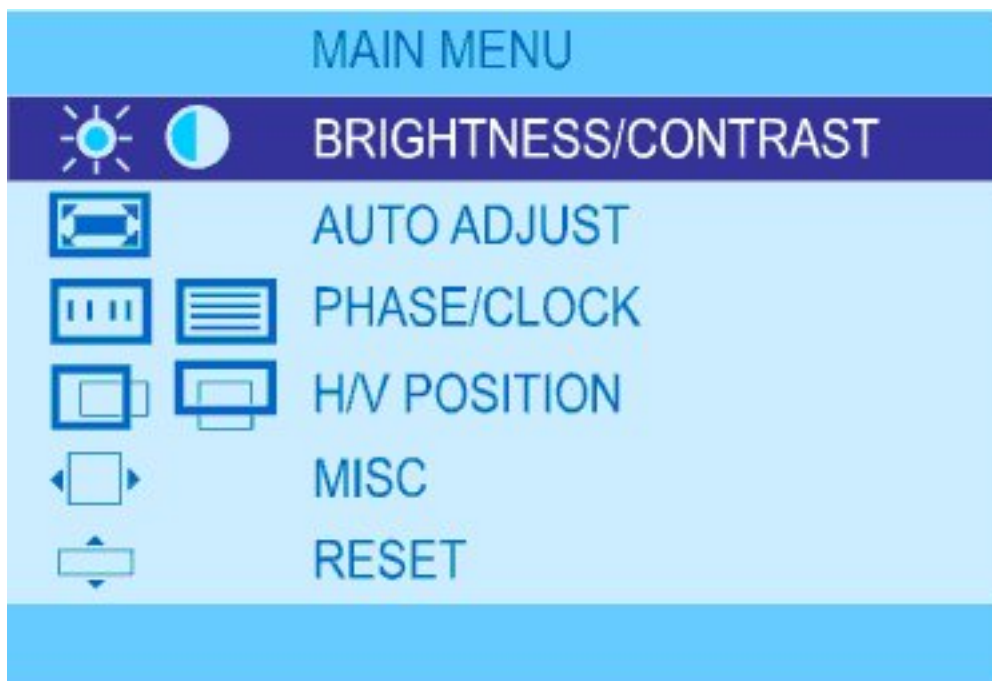 MAIN MENU
BRIGHTNESS/CONTRAST
AUTO ADJUST
PHASE/CLOCK
H/V POSITION
MISC
RESET